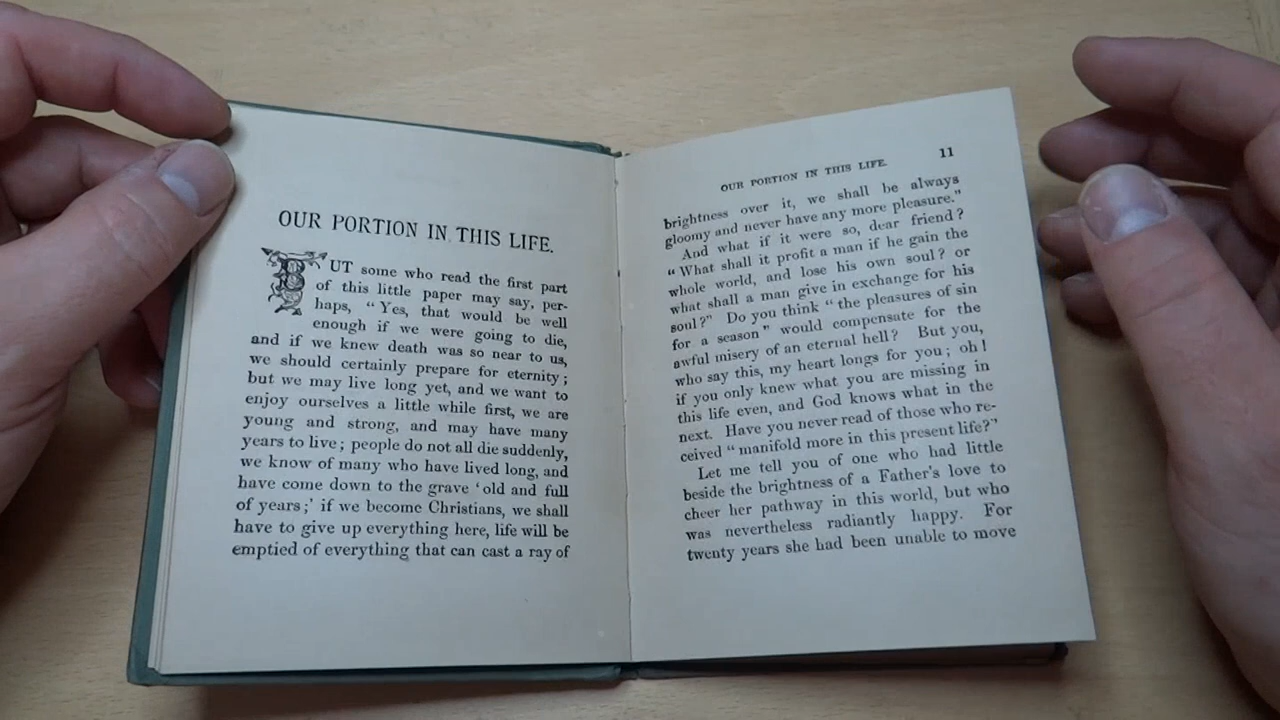 OUR PORTION IN THIS LIFE.
BUT some who read the first part
of this little paper may say, per-
haps, “ Yes, that would be well
enough if we were going to die,
and if we knew death was so near to us,
we should certainly prepare for eternity ;
but we may live long yet, and we want to
enjoy ourselves a little while first, we are
young and strong, and may have many
years to live ; people do not all die suddenly,
we know of many who have lived long, and
have come down to the grave ‘ old and full
of years ;’ if we become Christians, we shall
have to give up everything here, life will be
emptied of everything that can cast a ray of
OUR PORTION IN THIS LIFE. 11
brightness over it, we shall be always
gloomy and never have any more pleasure.”
And what if it were so, dear friend ?
“ What shall it profit a man if he gain the
whole world, and lose his own soul ? or
what shall a man give in exchange for his
soul ?” Do you think “ the pleasures of sin
for a season ” would compensate for the
awful misery of an eternal hell ? But you,
who say this, my heart longs for you ; oh !
if you only knew what you are missing in
this life even, and God knows what in the
next. Have you never read of those who re-
ceived “ manifold more in this present life ?”
Let me tell you of one who had little
beside the brightness of a Father’s love to
cheer her pathway in this world, but who
was nevertheless radiantly happy. For
twenty years she had been unable to move